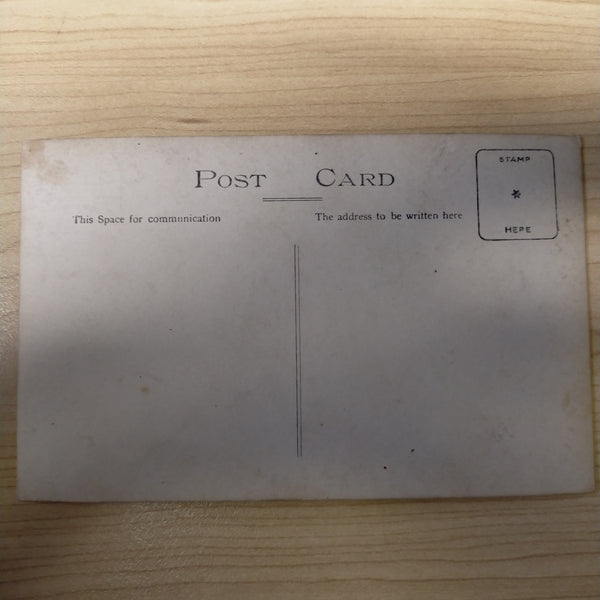 POST CARD
This Space for communication
The address to be written here
STAMP
*
HERE